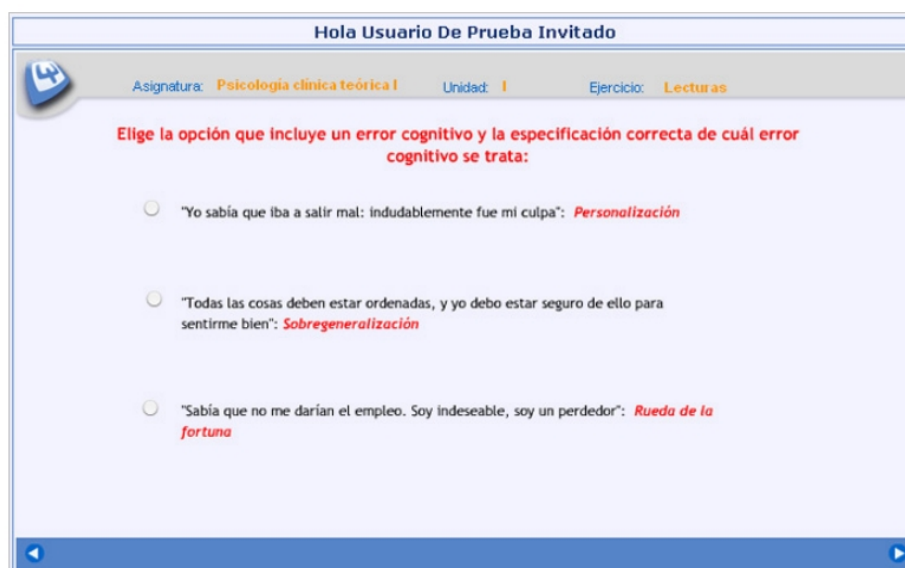 Hola Usuario De Prueba Invitado
Asignatura: Psicología clínica teórica I Unidad: I Ejercicio: Lecturas
Elige la opción que incluye un error cognitivo y la especificación correcta de cuál error
cognitivo se trata:
"Yo sabía que iba a salir mal: indudablemente fue mi culpa": Personalización
"Todas las cosas deben estar ordenadas, y yo debo estar seguro de ello para
sentirme bien": Sobregeneralización
"Sabía que no me darían el empleo. Soy indeseable, soy un perdedor": Rueda de la
fortuna